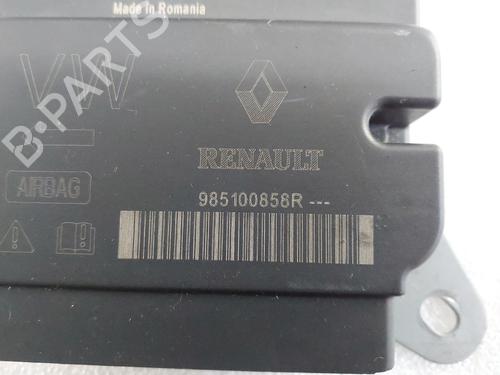 Made in Romania
VW
B-PARTS
RENAULT
AIRBAG
985100858R ---